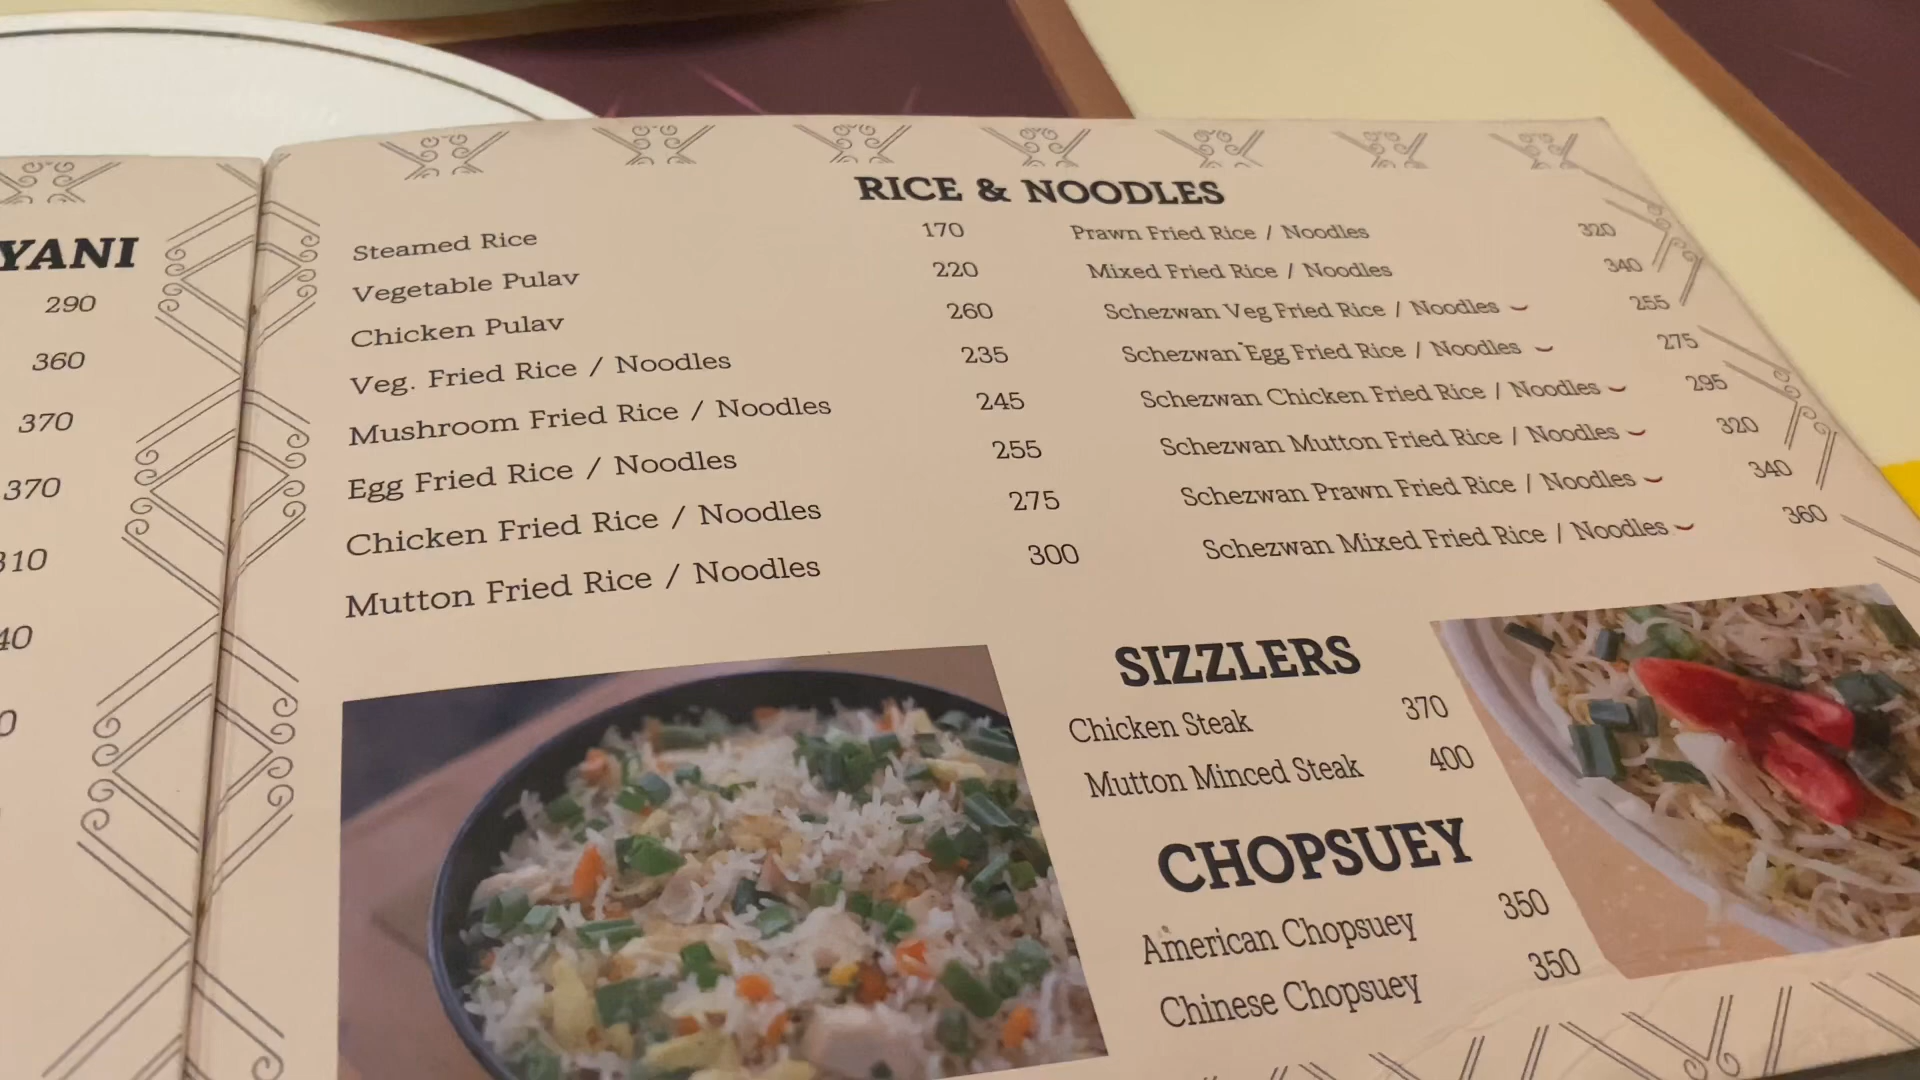 YANI
290
360
370
370
310
40
0
RICE & NOODLES
Steamed Rice 170
Vegetable Pulav 220
Chicken Pulav 260
Veg. Fried Rice / Noodles 235
Mushroom Fried Rice / Noodles 245
Egg Fried Rice / Noodles 255
Chicken Fried Rice / Noodles 275
Mutton Fried Rice / Noodles 300
Prawn Fried Rice / Noodles 320
Mixed Fried Rice / Noodles 340
Schezwan Veg Fried Rice / Noodles 255
Schezwan Egg Fried Rice / Noodles 275
Schezwan Chicken Fried Rice / Noodles 295
Schezwan Mutton Fried Rice / Noodles 320
Schezwan Prawn Fried Rice / Noodles 340
Schezwan Mixed Fried Rice / Noodles 360
SIZZLERS
Chicken Steak 370
Mutton Minced Steak 400
CHOPSUEY
American Chopsuey 350
Chinese Chopsuey 350